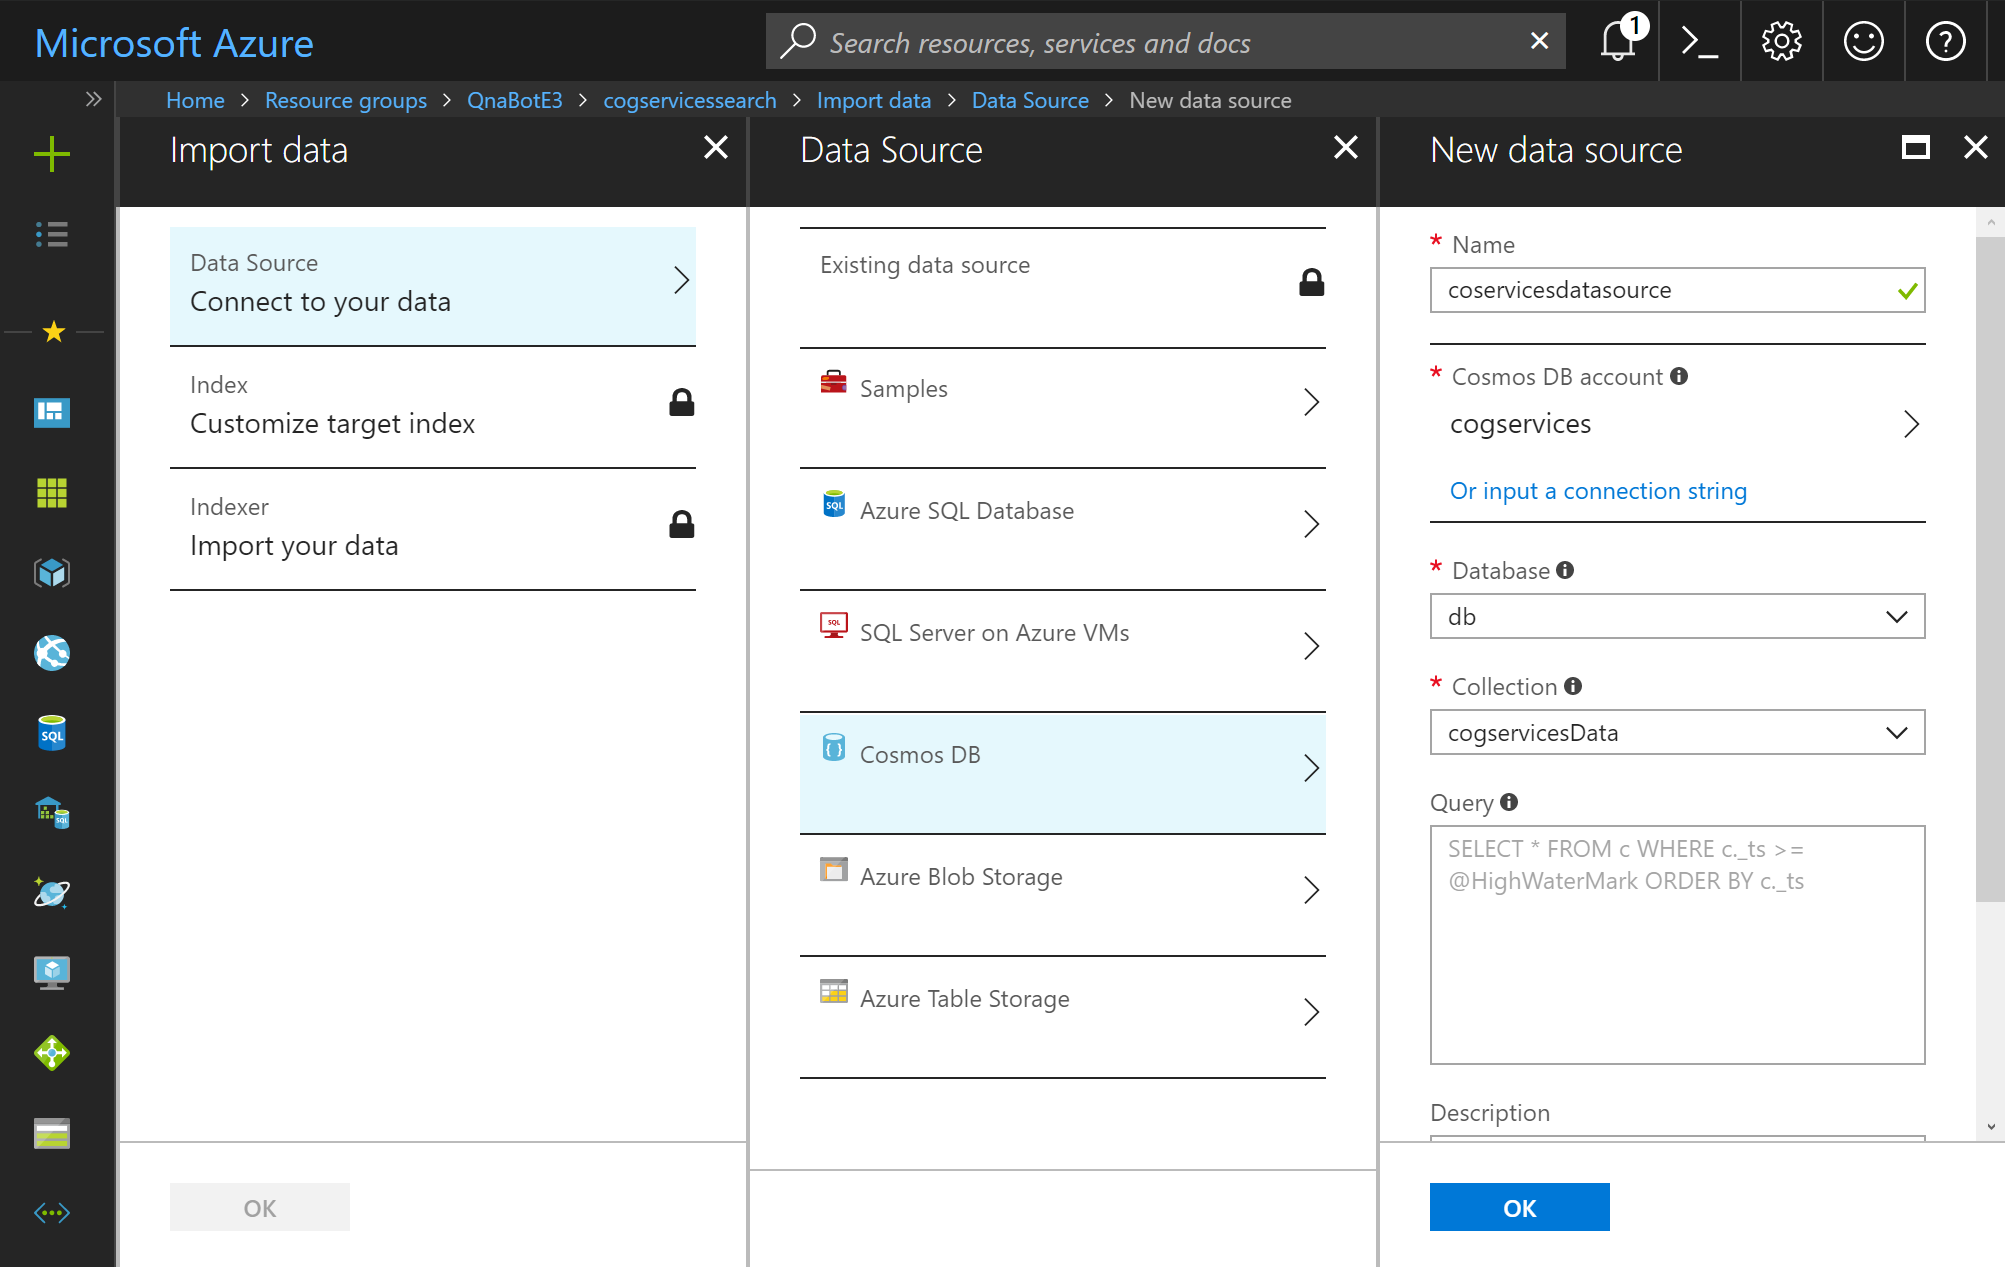 Microsoft Azure
Search resources, services and docs
1
Home > Resource groups > QnaBotE3 > cogservicessearch > Import data > Data Source > New data source
Import data
Data Source
Connect to your data
Index
Customize target index
Indexer
Import your data
OK
Data Source
Existing data source
Samples
SQL
Azure SQL Database
SQL
SQL Server on Azure VMs
Cosmos DB
Azure Blob Storage
Azure Table Storage
New data source
* Name
coservicesdatasource
* Cosmos DB account
cogservices
Or input a connection string
* Database
db
* Collection
cogservicesData
Query
SELECT * FROM c WHERE c._ts >=
@HighWaterMark ORDER BY c._ts
Description
OK
SQL
SQL